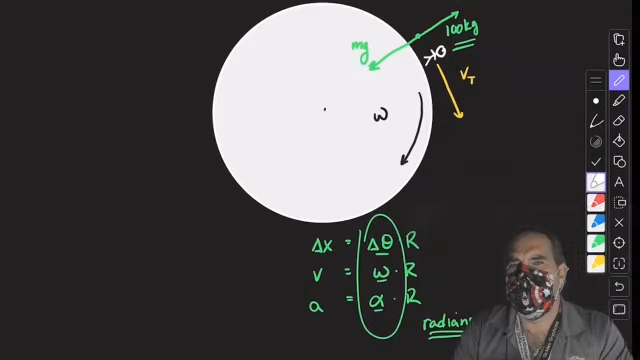 100kg
mg
V_T
ω
Δx = Δθ R
v = ω · R
a = α · R
radians